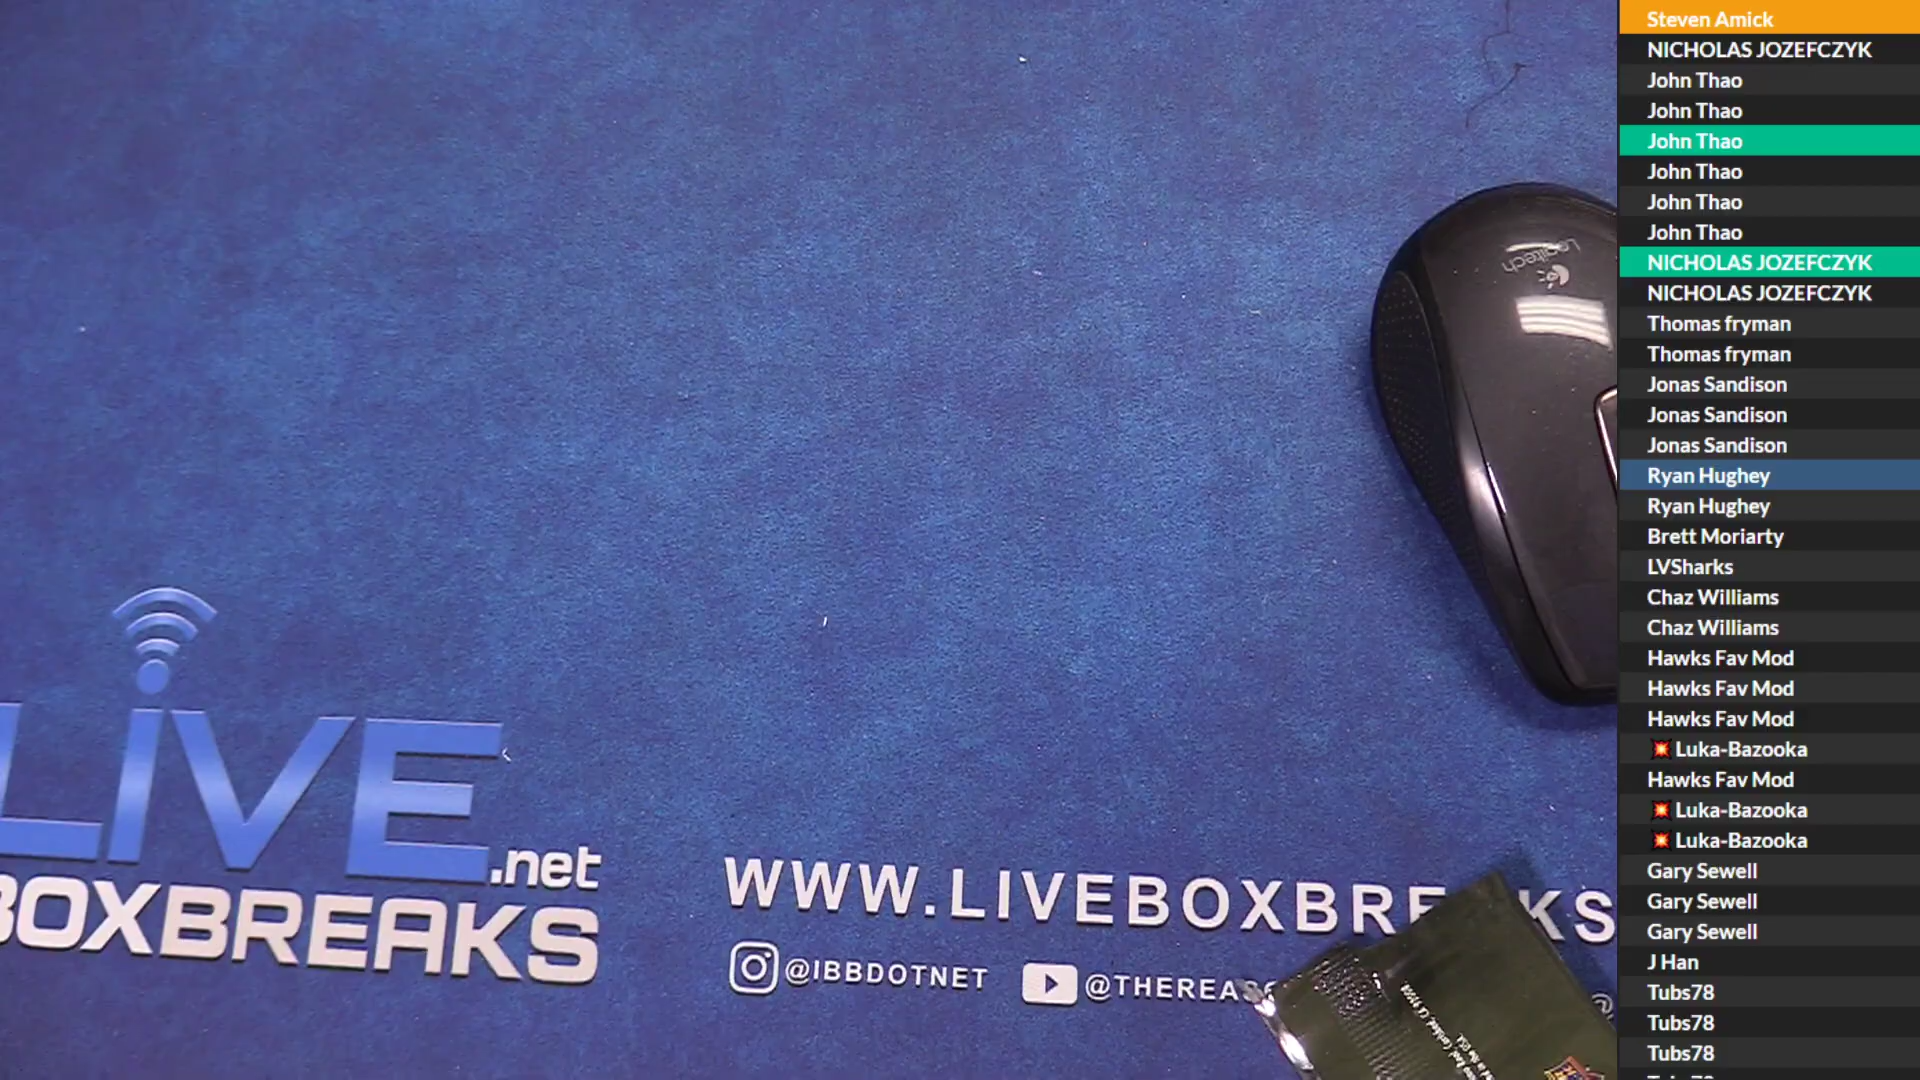 Steven Amick
NICHOLAS JOZEFCZYK
John Thao
John Thao
John Thao
John Thao
John Thao
John Thao
NICHOLAS JOZEFCZYK
NICHOLAS JOZEFCZYK
Thomas fryman
Thomas fryman
Jonas Sandison
Jonas Sandison
Jonas Sandison
Ryan Hughey
Ryan Hughey
Brett Moriarty
LVSharks
Chaz Williams
Chaz Williams
Hawks Fav Mod
Hawks Fav Mod
Hawks Fav Mod
💥 Luka-Bazooka
Hawks Fav Mod
💥 Luka-Bazooka
💥 Luka-Bazooka
Gary Sewell
Gary Sewell
Gary Sewell
J Han
Tubs78
Tubs78
Tubs78
Logitech
LIVE.net
BOXBREAKS
WWW.LIVEBOXBREAKS
@IBBDOTNET @THEREAS